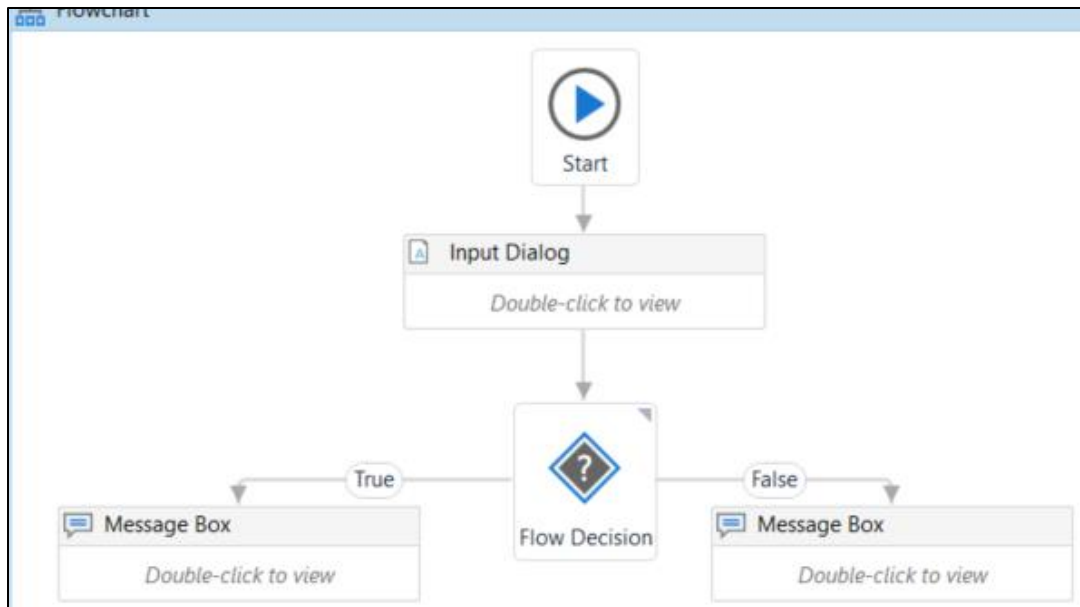 Flowchart
Start
Input Dialog
Double-click to view
True
False
?
Flow Decision
Message Box
Double-click to view
Message Box
Double-click to view